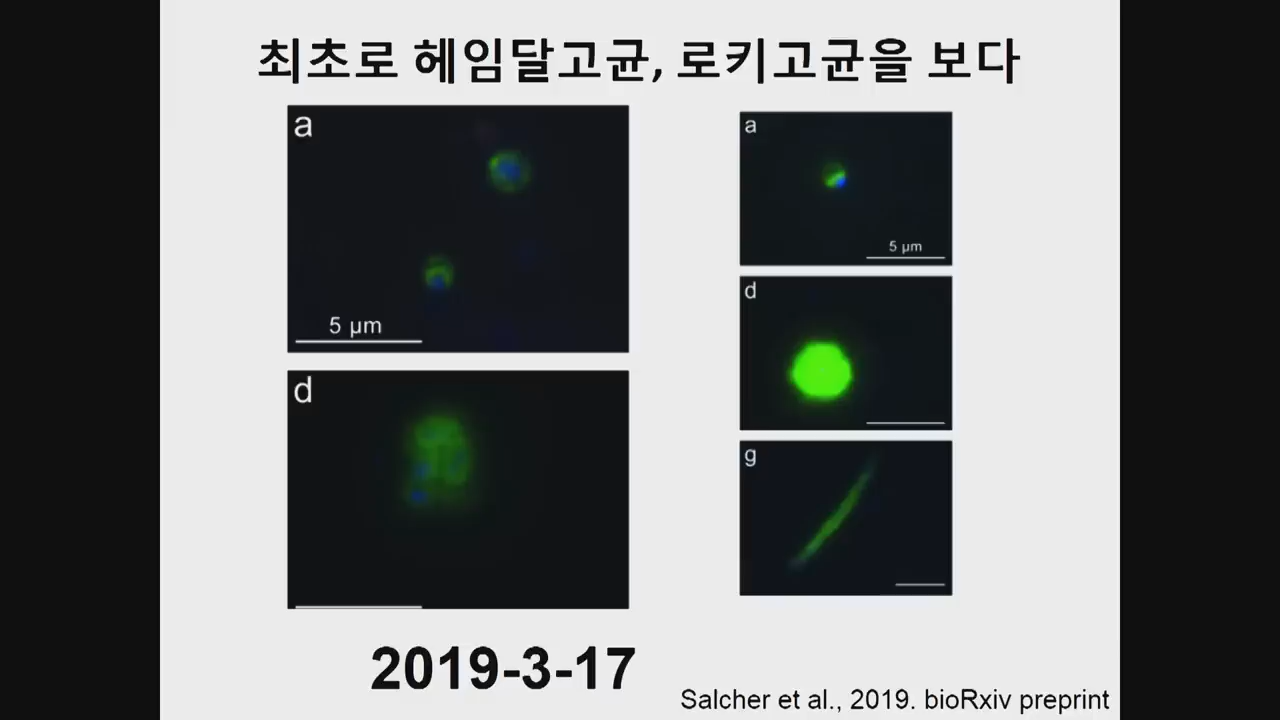 최초로 헤임달고균, 로키고균을 보다
a
5 µm
d
a
5 µm
d
g
2019-3-17
Salcher et al., 2019. bioRxiv preprint